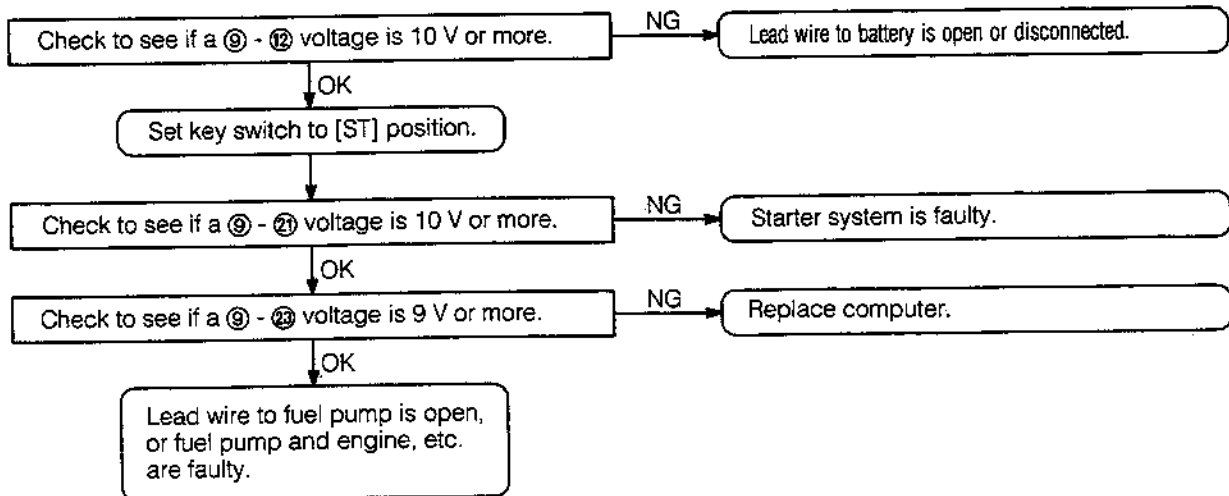 Check to see if a ⑨ - ⑫ voltage is 10 V or more.
NG
Lead wire to battery is open or disconnected.
OK
Set key switch to [ST] position.
Check to see if a ⑨ - ㉑ voltage is 10 V or more.
NG
Starter system is faulty.
OK
Check to see if a ⑨ - ㉓ voltage is 9 V or more.
NG
Replace computer.
OK
Lead wire to fuel pump is open,
or fuel pump and engine, etc.
are faulty.